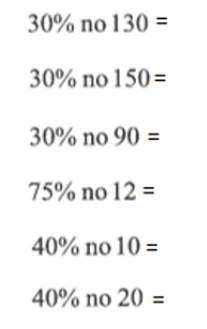 30% no 130 =
30% no 150 =
30% no 90 =
75% no 12 =
40% no 10 =
40% no 20 =